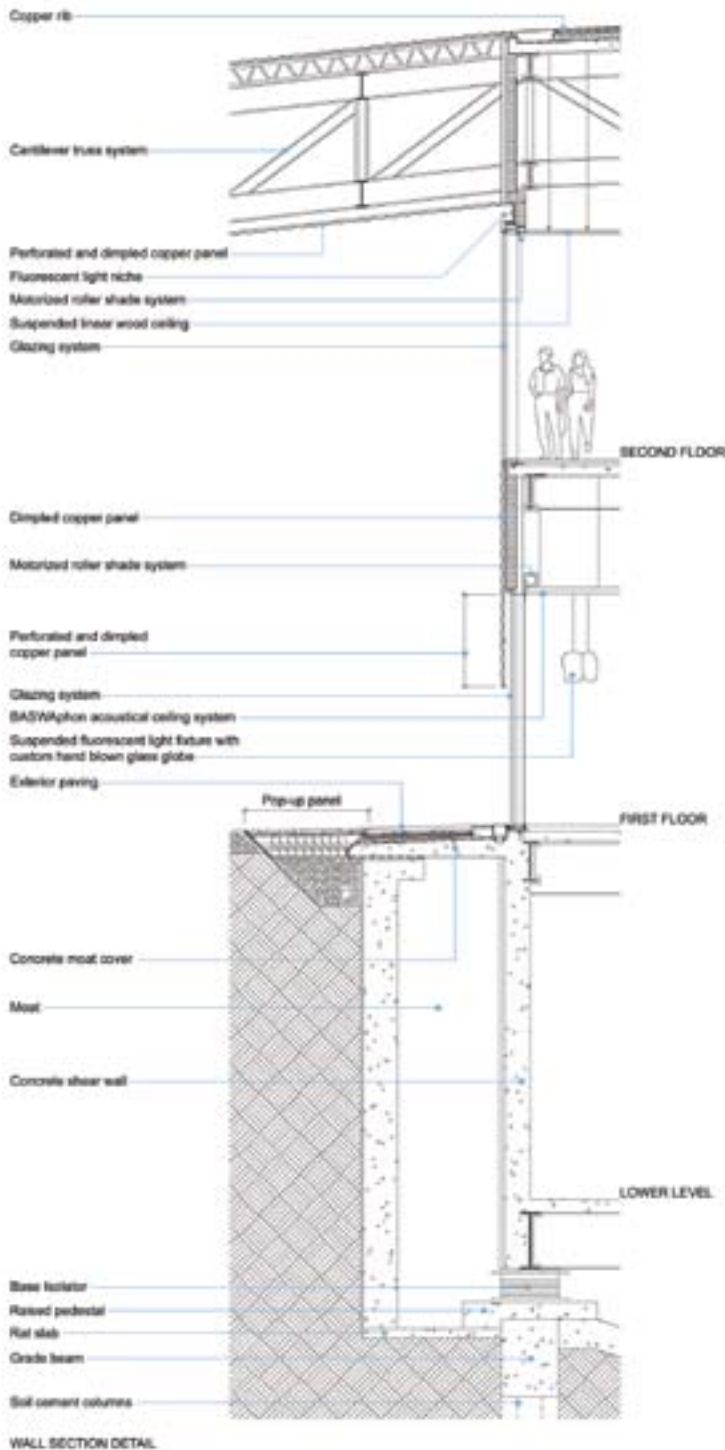 Copper rib
Cantilever truss system
Perforated and dimpled copper panel
Fluorescent light niche
Motorized roller shade system
Suspended linear wood ceiling
Glazing system
SECOND FLOOR
Dimpled copper panel
Motorized roller shade system
Perforated and dimpled
copper panel
Glazing system
BASWAphon acoustical ceiling system
Suspended fluorescent light fixture with
custom hand blown glass globe
Exterior paving
Pop-up panel
FIRST FLOOR
Concrete moat cover
Moat
Concrete shear wall
LOWER LEVEL
Base Isolator
Raised pedestal
Rat slab
Grade beam
Soil cement columns
WALL SECTION DETAIL